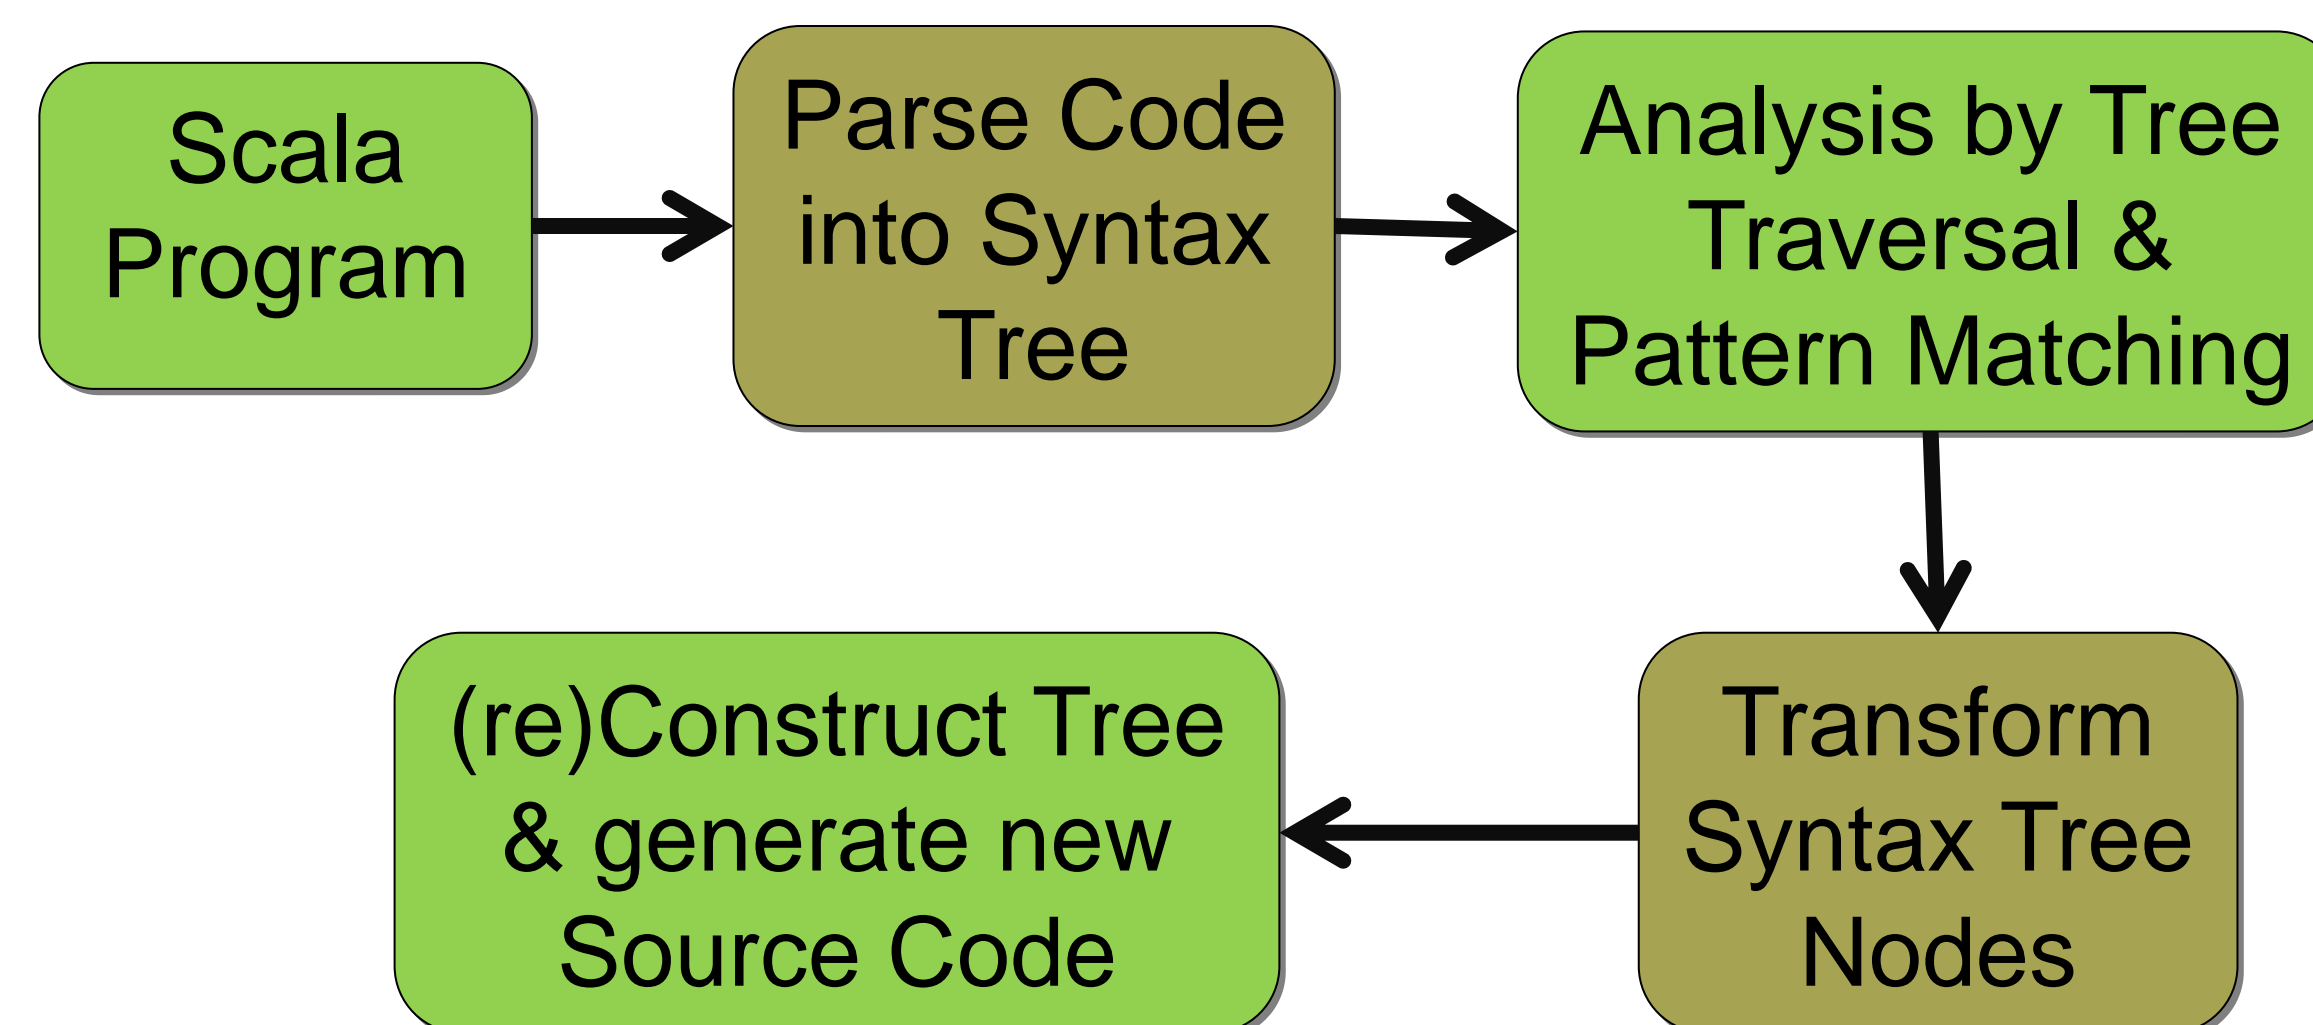 Scala
Program
Parse Code
into Syntax
Tree
Analysis by Tree
Traversal &
Pattern Matching
Transform
Syntax Tree
Nodes
(re)Construct Tree
& generate new
Source Code